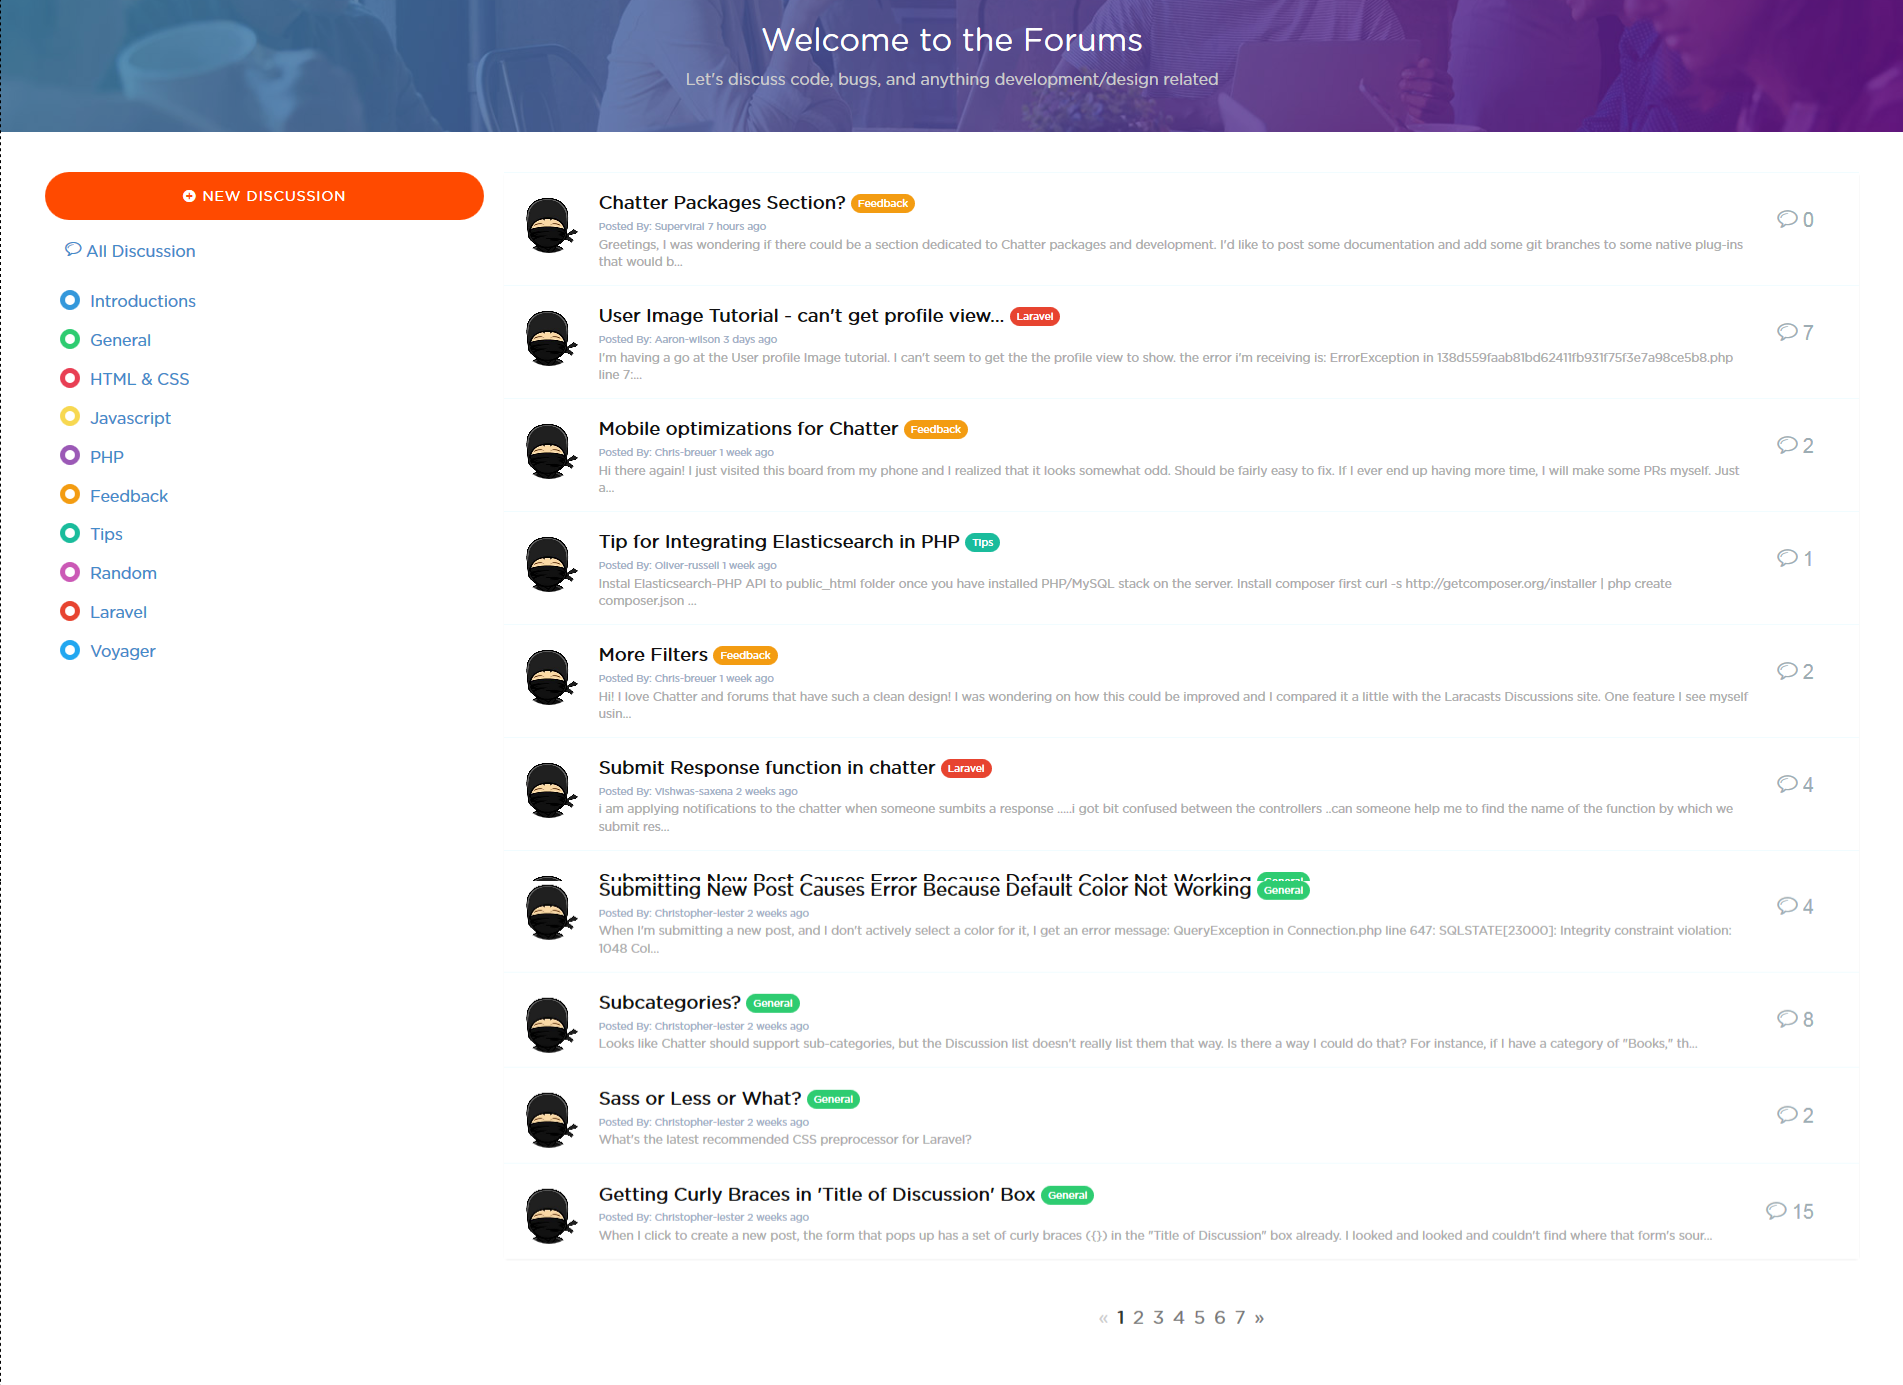 Welcome to the Forums
Let's discuss code, bugs, and anything development/design related
NEW DISCUSSION
All Discussion
Introductions
General
HTML & CSS
Javascript
PHP
Feedback
Tips
Random
Laravel
Voyager
Chatter Packages Section? Feedback
Posted By: Superviral 7 hours ago
Greetings, I was wondering if there could be a section dedicated to Chatter packages and development. I'd like to post some documentation and add some git branches to some native plug-ins
that would b...
0
User Image Tutorial - can't get profile view... Laravel
Posted By: Aaron-wilson 3 days ago
I'm having a go at the User profile Image tutorial. I can't seem to get the the profile view to show. the error i'm receiving is: ErrorException in 138d559faab81bd62411fb931f75f3e7a98ce5b8.php
line 7:...
7
Mobile optimizations for Chatter Feedback
Posted By: Chris-breuer 1 week ago
Hi there again! I just visited this board from my phone and I realized that it looks somewhat odd. Should be fairly easy to fix. If I ever end up having more time, I will make some PRs myself. Just
a...
2
Tip for Integrating Elasticsearch in PHP Tips
Posted By: Oliver-russell 1 week ago
Instal Elasticsearch-PHP API to public_html folder once you have installed PHP/MySQL stack on the server. Install composer first curl -s http://getcomposer.org/installer | php create
composer.json ...
1
More Filters Feedback
Posted By: Chris-breuer 1 week ago
Hi! I love Chatter and forums that have such a clean design! I was wondering on how this could be improved and I compared it a little with the Laracasts Discussions site. One feature I see myself
usin...
2
Submit Response function in chatter Laravel
Posted By: Vishwas-saxena 2 weeks ago
i am applying notifications to the chatter when someone sumbits a response .....i got bit confused between the controllers ..can someone help me to find the name of the function by which we
submit res...
4
Submitting New Post Causes Error Because Default Color Not Working General
Submitting New Post Causes Error Because Default Color Not Working General
Posted By: Christopher-lester 2 weeks ago
When I'm submitting a new post, and I don't actively select a color for it, I get an error message: QueryException in Connection.php line 647: SQLSTATE[23000]: Integrity constraint violation:
1048 Col...
4
Subcategories? General
Posted By: Christopher-lester 2 weeks ago
Looks like Chatter should support sub-categories, but the Discussion list doesn't really list them that way. Is there a way I could do that? For instance, if I have a category of "Books," th...
8
Sass or Less or What? General
Posted By: Christopher-lester 2 weeks ago
What's the latest recommended CSS preprocessor for Laravel?
2
Getting Curly Braces in 'Title of Discussion' Box General
Posted By: Christopher-lester 2 weeks ago
When I click to create a new post, the form that pops up has a set of curly braces ({}) in the "Title of Discussion" box already. I looked and looked and couldn't find where that form's sour...
15
« 1 2 3 4 5 6 7 »